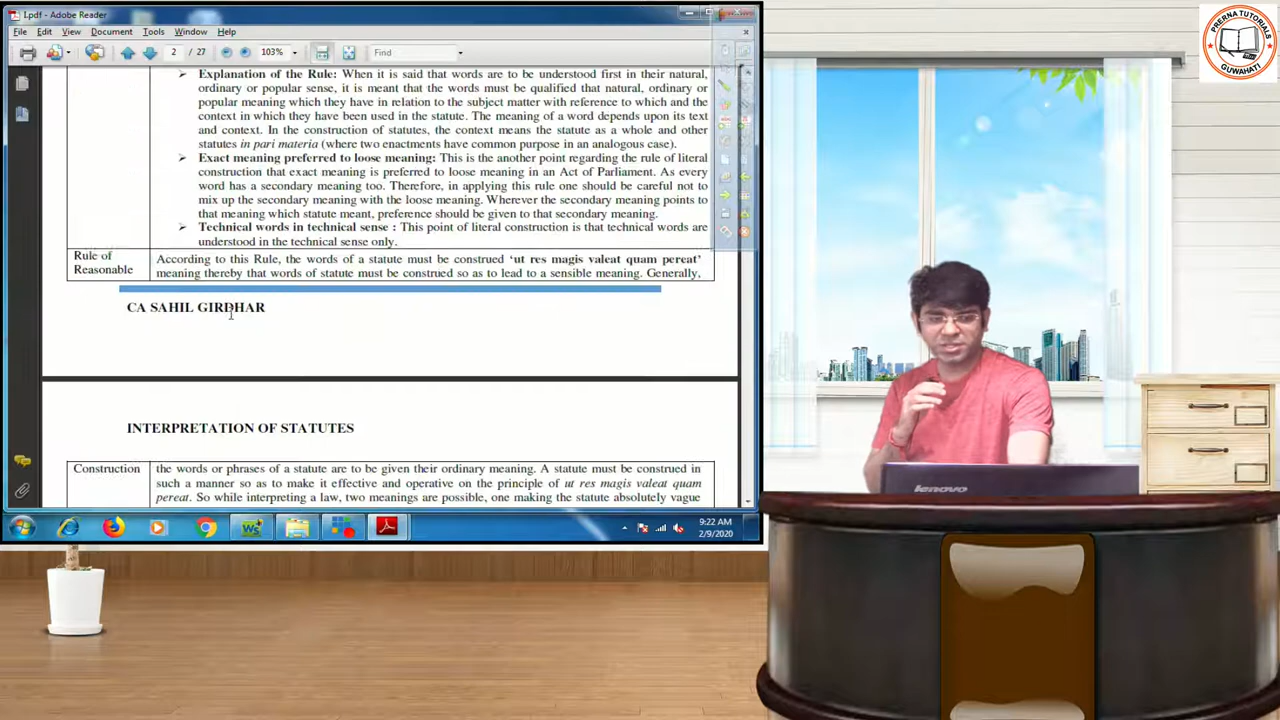 I.pdf - Adobe Reader
File Edit View Document Tools Window Help
2 / 27 103% Find
Explanation of the Rule: When it is said that words are to be understood first in their natural,
ordinary or popular sense, it is meant that the words must be qualified that natural, ordinary or
popular meaning which they have in relation to the subject matter with reference to which and the
context in which they have been used in the statute. The meaning of a word depends upon its text
and context. In the construction of statutes, the context means the statute as a whole and other
statutes in pari materia (where two enactments have common purpose in an analogous case).
Exact meaning preferred to loose meaning: This is the another point regarding the rule of literal
construction that exact meaning is preferred to loose meaning in an Act of Parliament. As every
word has a secondary meaning too. Therefore, in applying this rule one should be careful not to
mix up the secondary meaning with the loose meaning. Wherever the secondary meaning points to
that meaning which statute meant, preference should be given to that secondary meaning.
Technical words in technical sense : This point of literal construction is that technical words are
understood in the technical sense only.
Rule of
Reasonable
According to this Rule, the words of a statute must be construed ‘ut res magis valeat quam pereat’
meaning thereby that words of statute must be construed so as to lead to a sensible meaning. Generally,
CA SAHIL GIRDHAR
INTERPRETATION OF STATUTES
Construction
the words or phrases of a statute are to be given their ordinary meaning. A statute must be construed in
such a manner so as to make it effective and operative on the principle of ut res magis valeat quam
pereat. So while interpreting a law, two meanings are possible, one making the statute absolutely vague
9:22 AM
2/9/2020
PRERNA TUTORIALS
GUWAHATI
lenovo